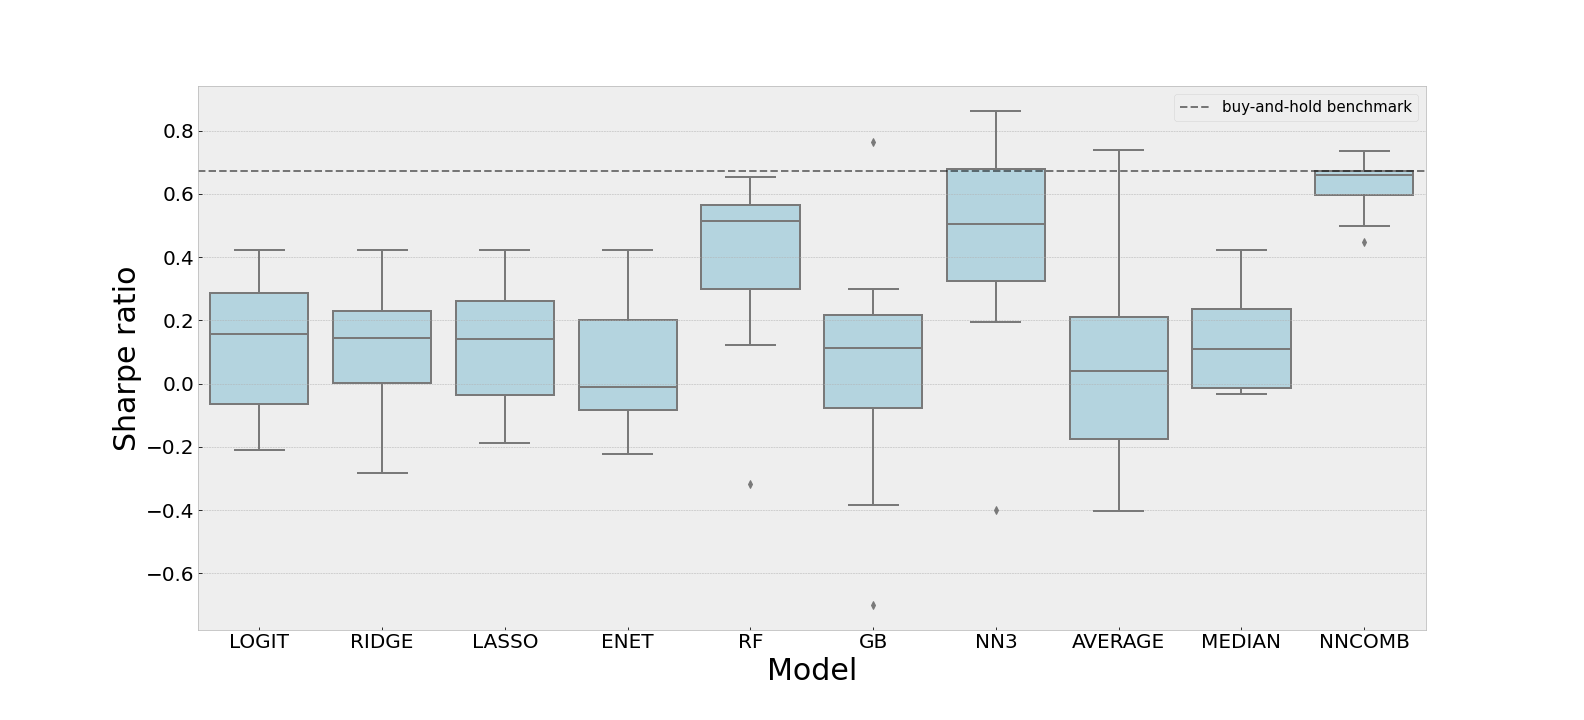 buy-and-hold benchmark
Sharpe ratio
0.8
0.6
0.4
0.2
0.0
−0.2
−0.4
−0.6
LOGIT RIDGE LASSO ENET RF GB NN3 AVERAGE MEDIAN NNCOMB
Model